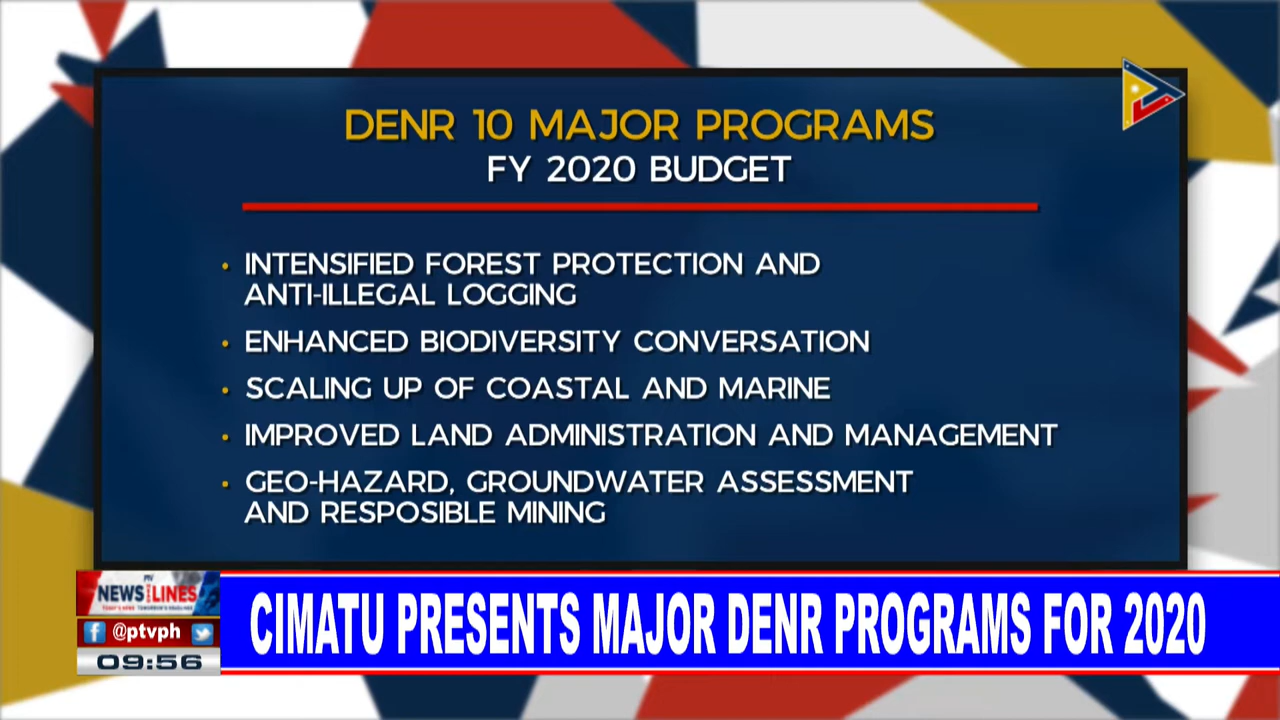 DENR 10 MAJOR PROGRAMS
FY 2020 BUDGET
• INTENSIFIED FOREST PROTECTION AND
ANTI-ILLEGAL LOGGING
• ENHANCED BIODIVERSITY CONVERSATION
• SCALING UP OF COASTAL AND MARINE
• IMPROVED LAND ADMINISTRATION AND MANAGEMENT
• GEO-HAZARD, GROUNDWATER ASSESSMENT
AND RESPOSIBLE MINING
PTV
NEWS LINES
TODAY'S NEWS TOMORROW'S HEADLINES
@ptvph
09:56
CIMATU PRESENTS MAJOR DENR PROGRAMS FOR 2020